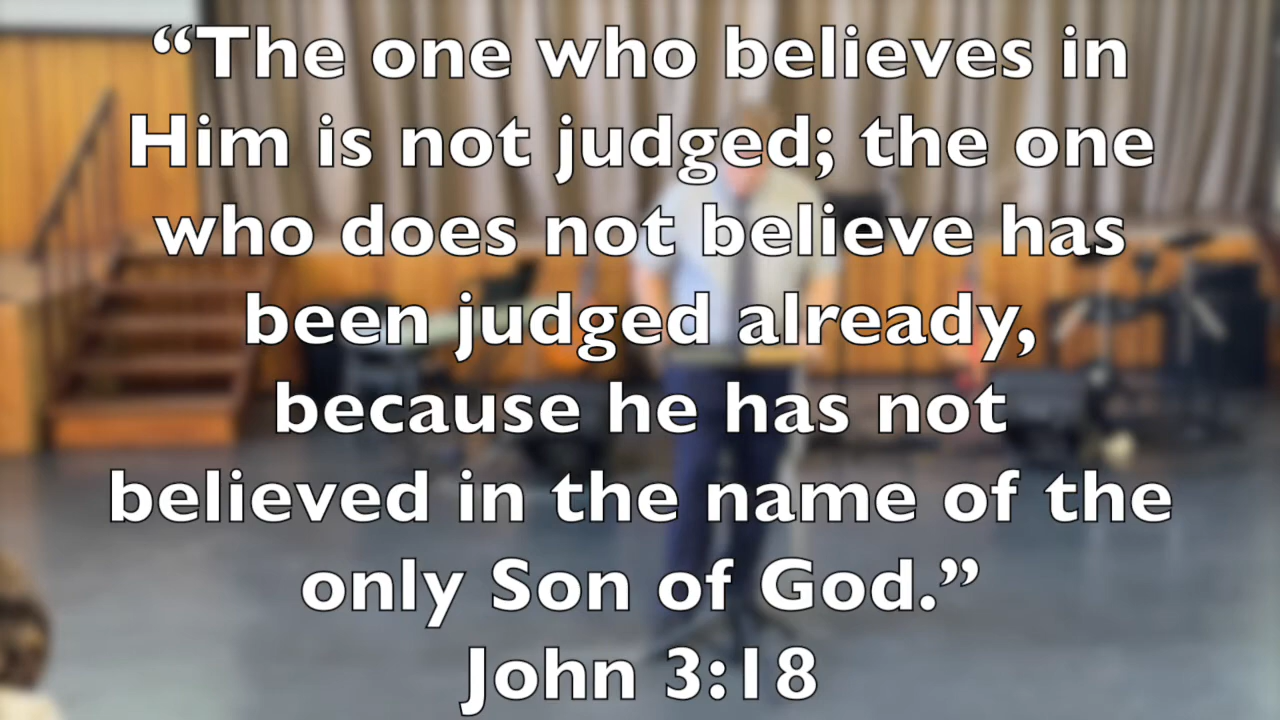 “The one who believes in
Him is not judged; the one
who does not believe has
been judged already,
because he has not
believed in the name of the
only Son of God.”
John 3:18